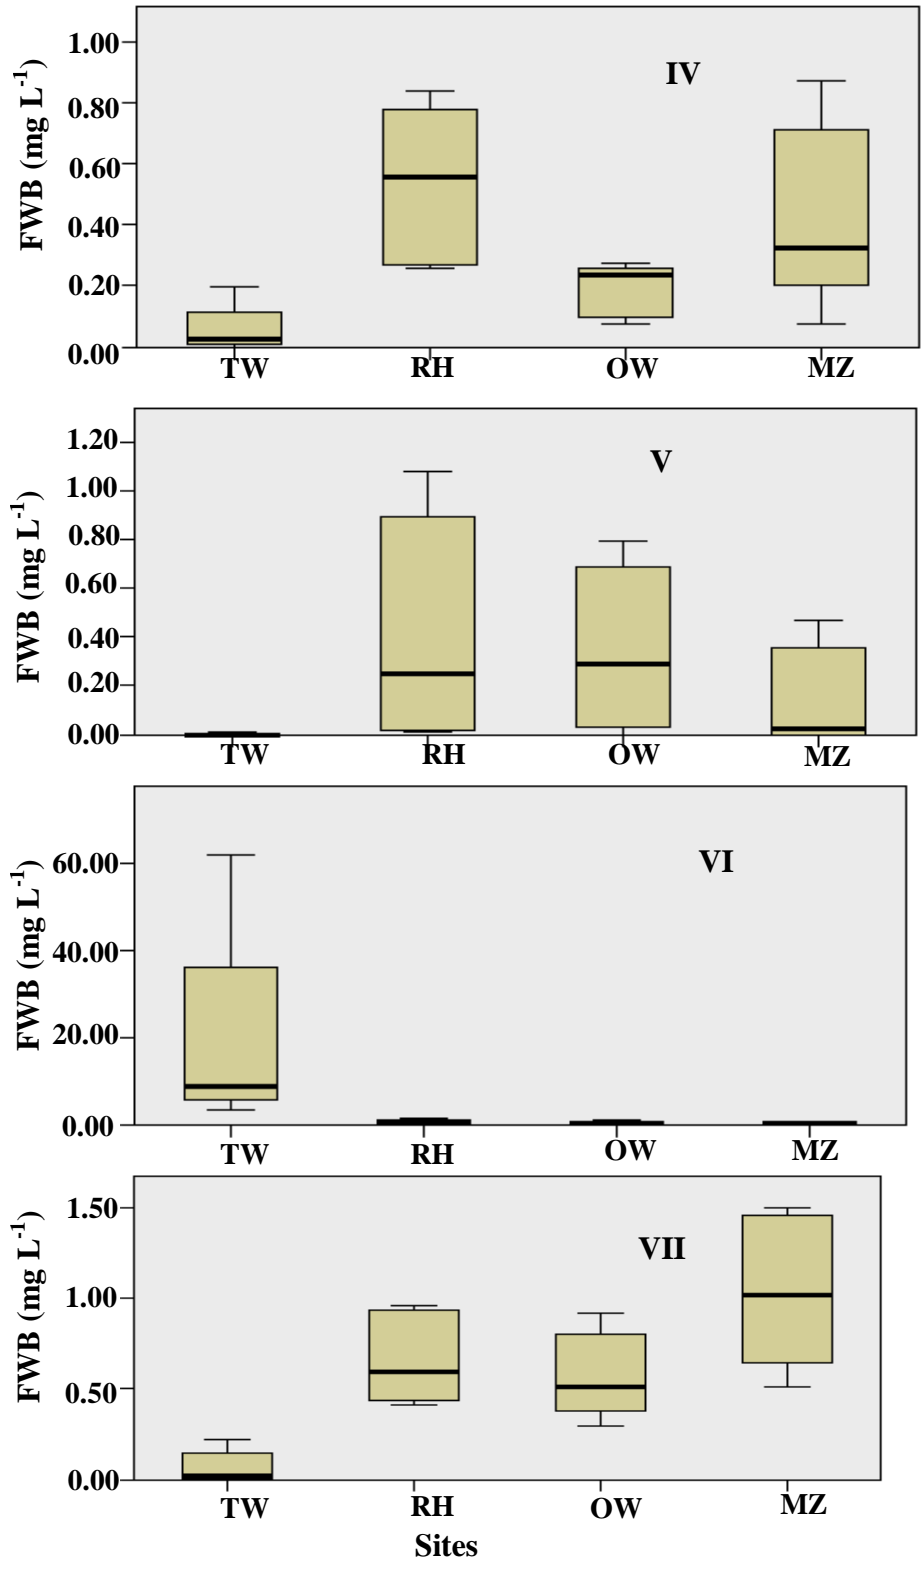 IV
FWB (mg L-1)
1.00
0.80
0.60
0.40
0.20
0.00
TW RH OW MZ
V
FWB (mg L-1)
1.20
1.00
0.80
0.60
0.40
0.20
0.00
TW RH OW MZ
VI
FWB (mg L-1)
60.00
40.00
20.00
0.00
TW RH OW MZ
VII
FWB (mg L-1)
1.50
1.00
0.50
0.00
TW RH OW MZ
Sites